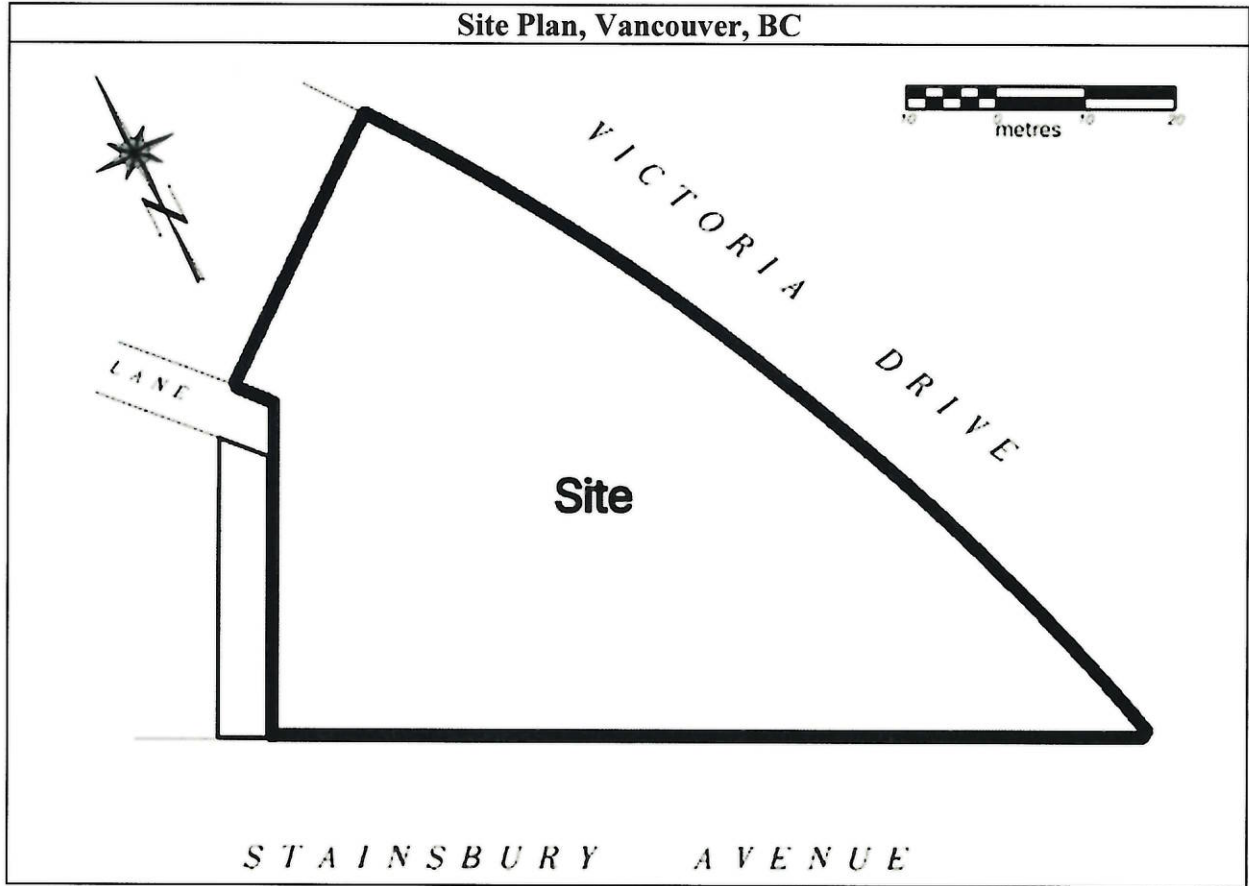 Site Plan, Vancouver, BC
10 0 10 20
metres
VICTORIA DRIVE
LANE
Site
STAINSBURY AVENUE